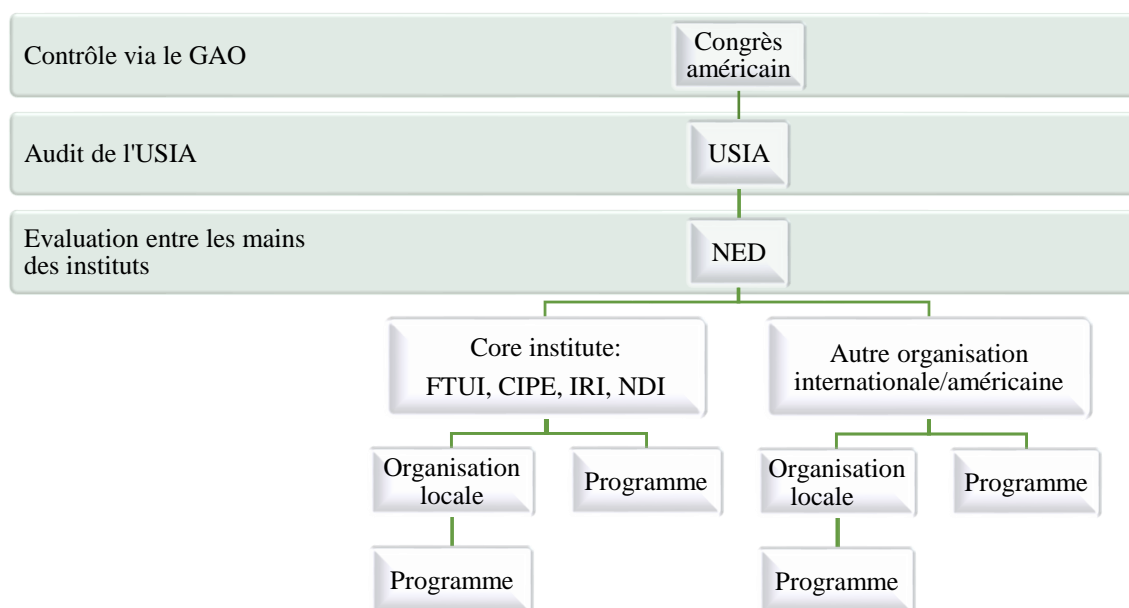 Contrôle via le GAO
Congrès
américain
Audit de l'USIA
USIA
Evaluation entre les mains
des instituts
NED
Core institute:
FTUI, CIPE, IRI, NDI
Autre organisation
internationale/américaine
Organisation
locale
Programme
Organisation
locale
Programme
Programme
Programme